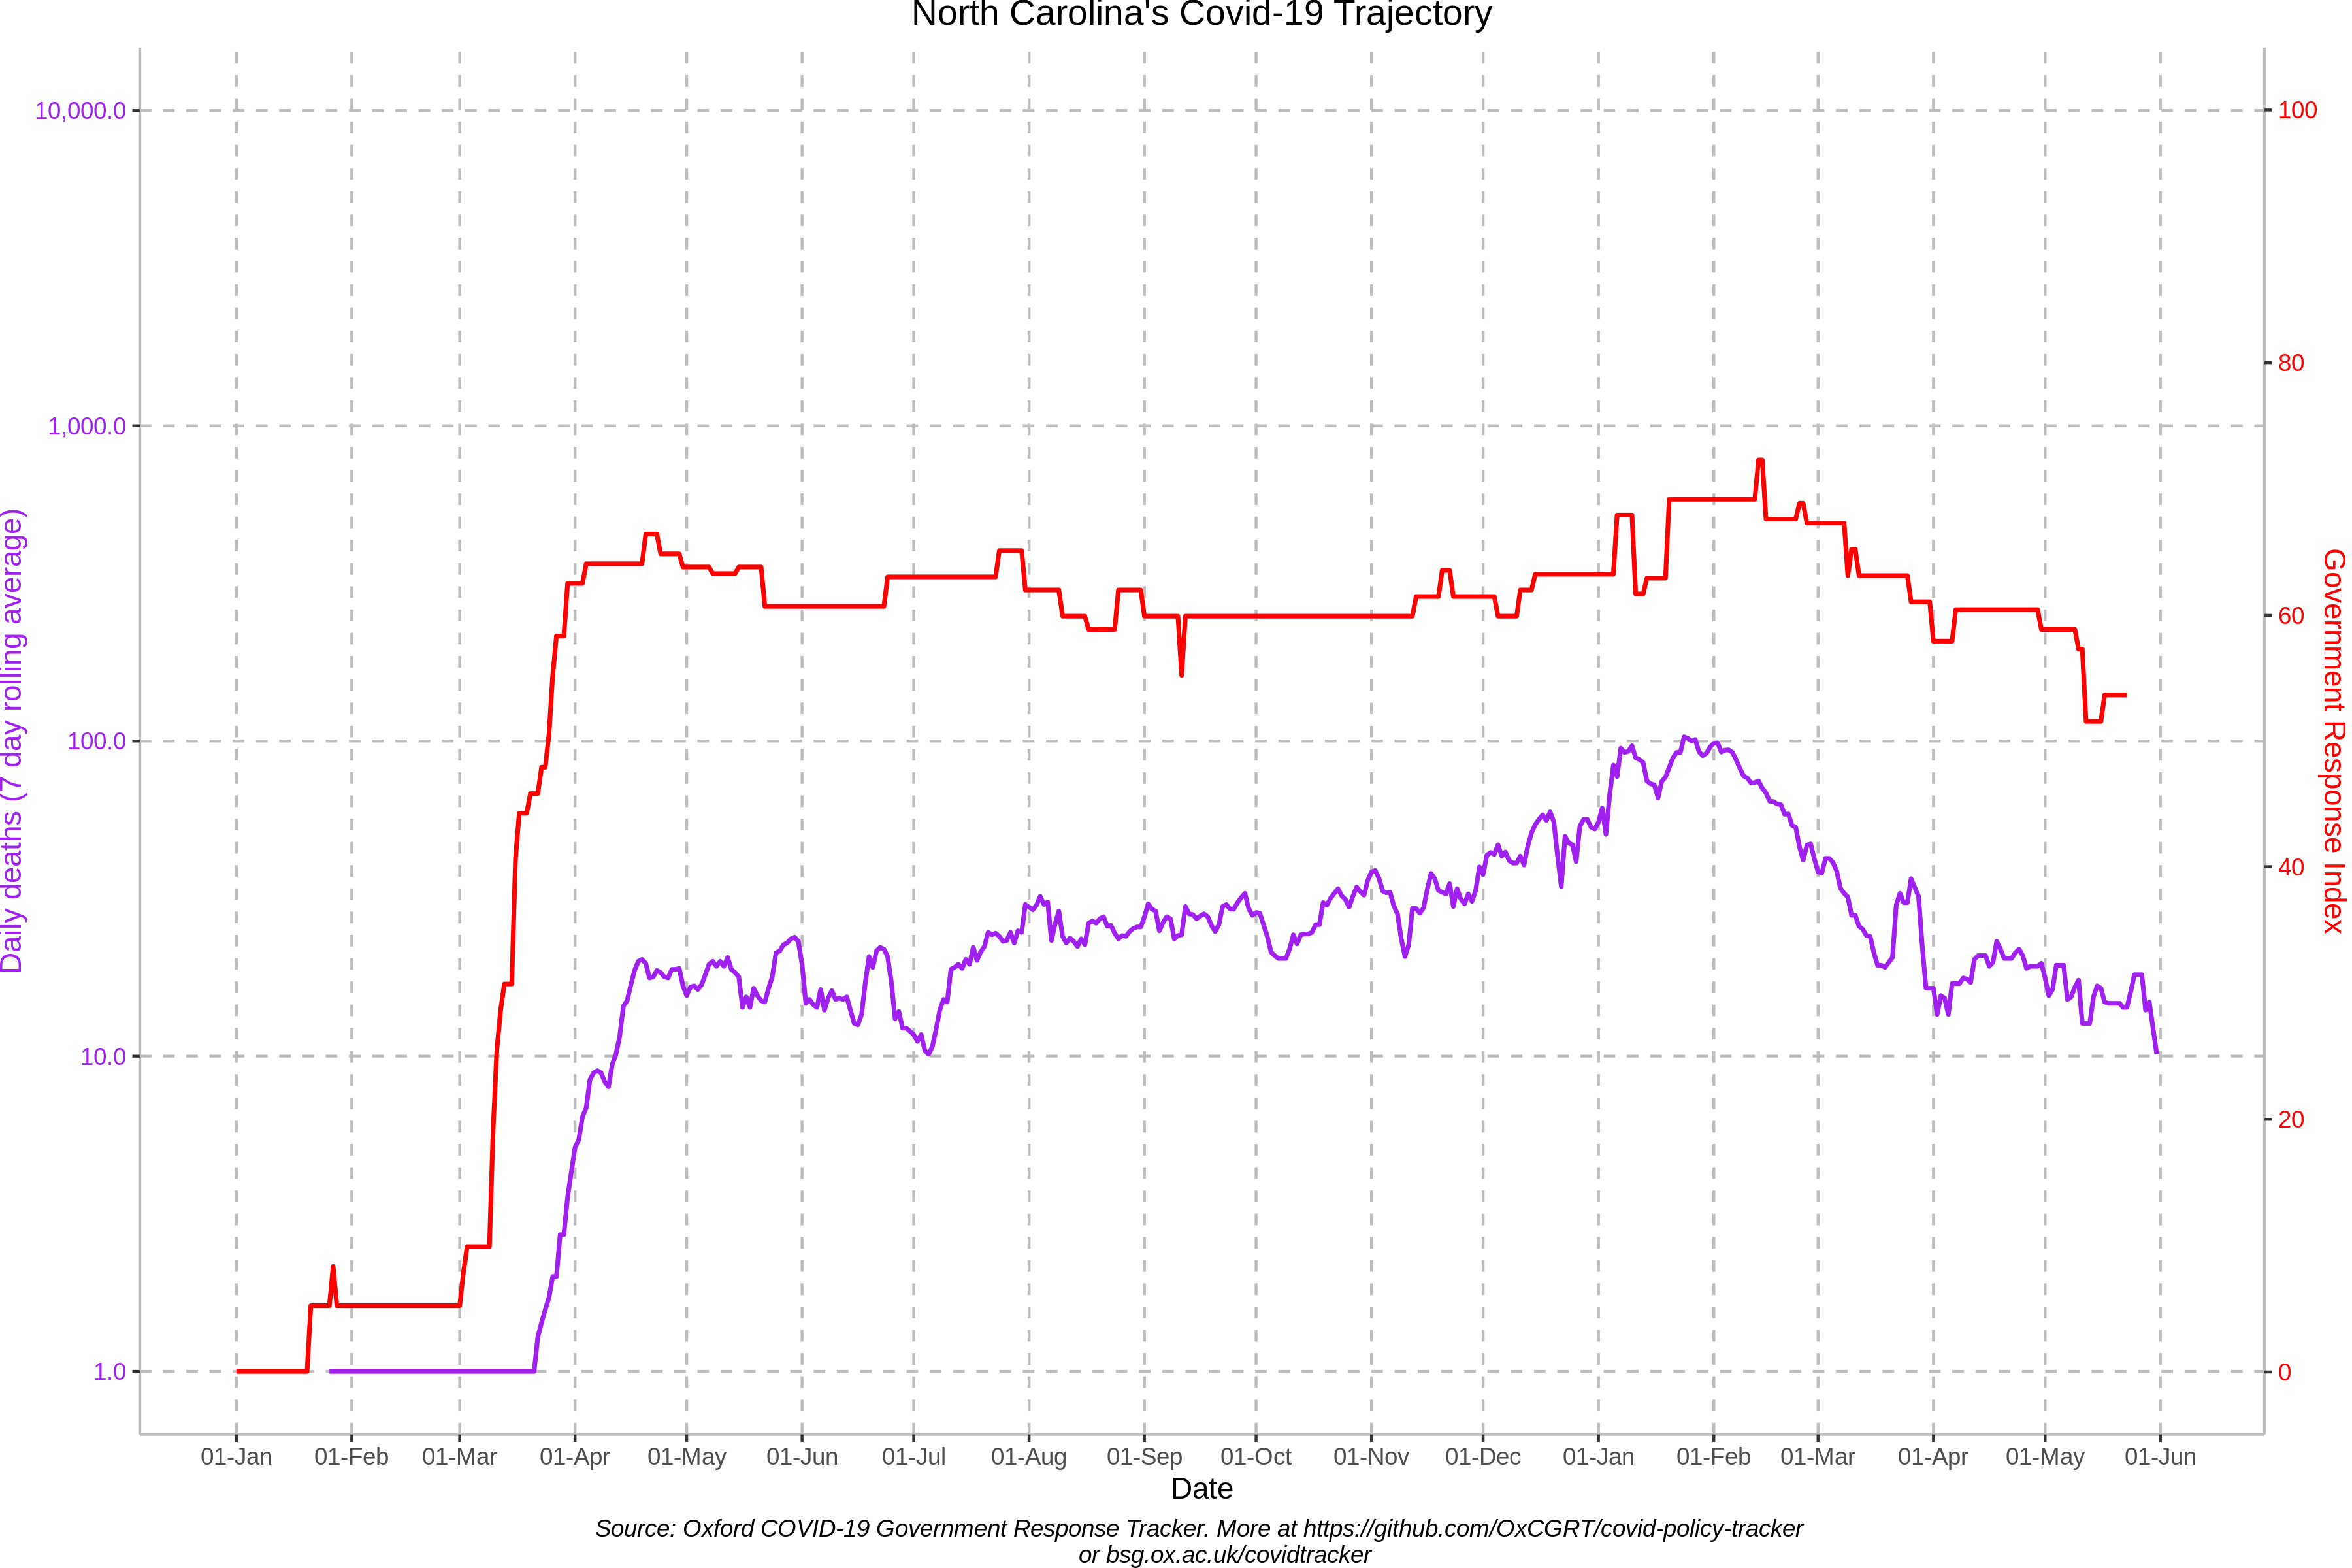 North Carolina's Covid-19 Trajectory
10,000.0
1,000.0
100.0
10.0
1.0
Daily deaths (7 day rolling average)
100
80
60
40
20
0
Government Response Index
01-Jan 01-Feb 01-Mar 01-Apr 01-May 01-Jun 01-Jul 01-Aug 01-Sep 01-Oct 01-Nov 01-Dec 01-Jan 01-Feb 01-Mar 01-Apr 01-May 01-Jun
Date
Source: Oxford COVID-19 Government Response Tracker. More at https://github.com/OxCGRT/covid-policy-tracker
or bsg.ox.ac.uk/covidtracker